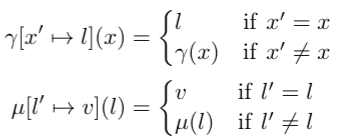 γ[x′ ↦ l](x) = { l if x′ = x
γ(x) if x′ ≠ x
μ[l′ ↦ v](l) = { v if l′ = l
μ(l) if l′ ≠ l